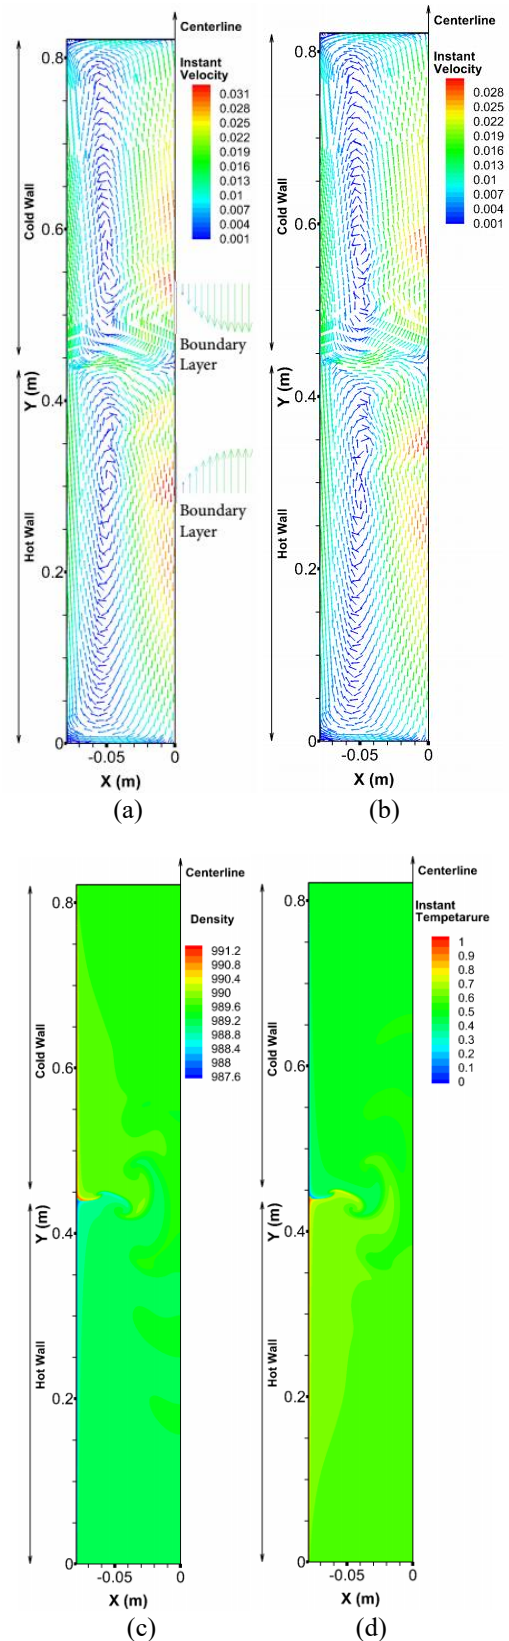 Centerline
Instant
Velocity
0.031
0.028
0.025
0.022
0.019
0.016
0.013
0.01
0.007
0.004
0.001
0.8
0.6
0.4
0.2
0
Cold Wall
Y (m)
Hot Wall
Boundary
Layer
Boundary
Layer
-0.05
0
X (m)
(a)
Centerline
Instant
Velocity
0.028
0.025
0.022
0.019
0.016
0.013
0.01
0.007
0.004
0.001
0.8
0.6
0.4
0.2
0
Cold Wall
Y (m)
Hot Wall
-0.05
0
X (m)
(b)
Centerline
Density
991.2
990.8
990.4
990
989.6
989.2
988.8
988.4
988
987.6
0.8
0.6
0.4
0.2
0
Cold Wall
Y (m)
Hot Wall
-0.05
0
X (m)
(c)
Centerline
Instant
Tempetarure
1
0.9
0.8
0.7
0.6
0.5
0.4
0.3
0.2
0.1
0
0.8
0.6
0.4
0.2
0
Cold Wall
Y (m)
Hot Wall
-0.05
0
X (m)
(d)